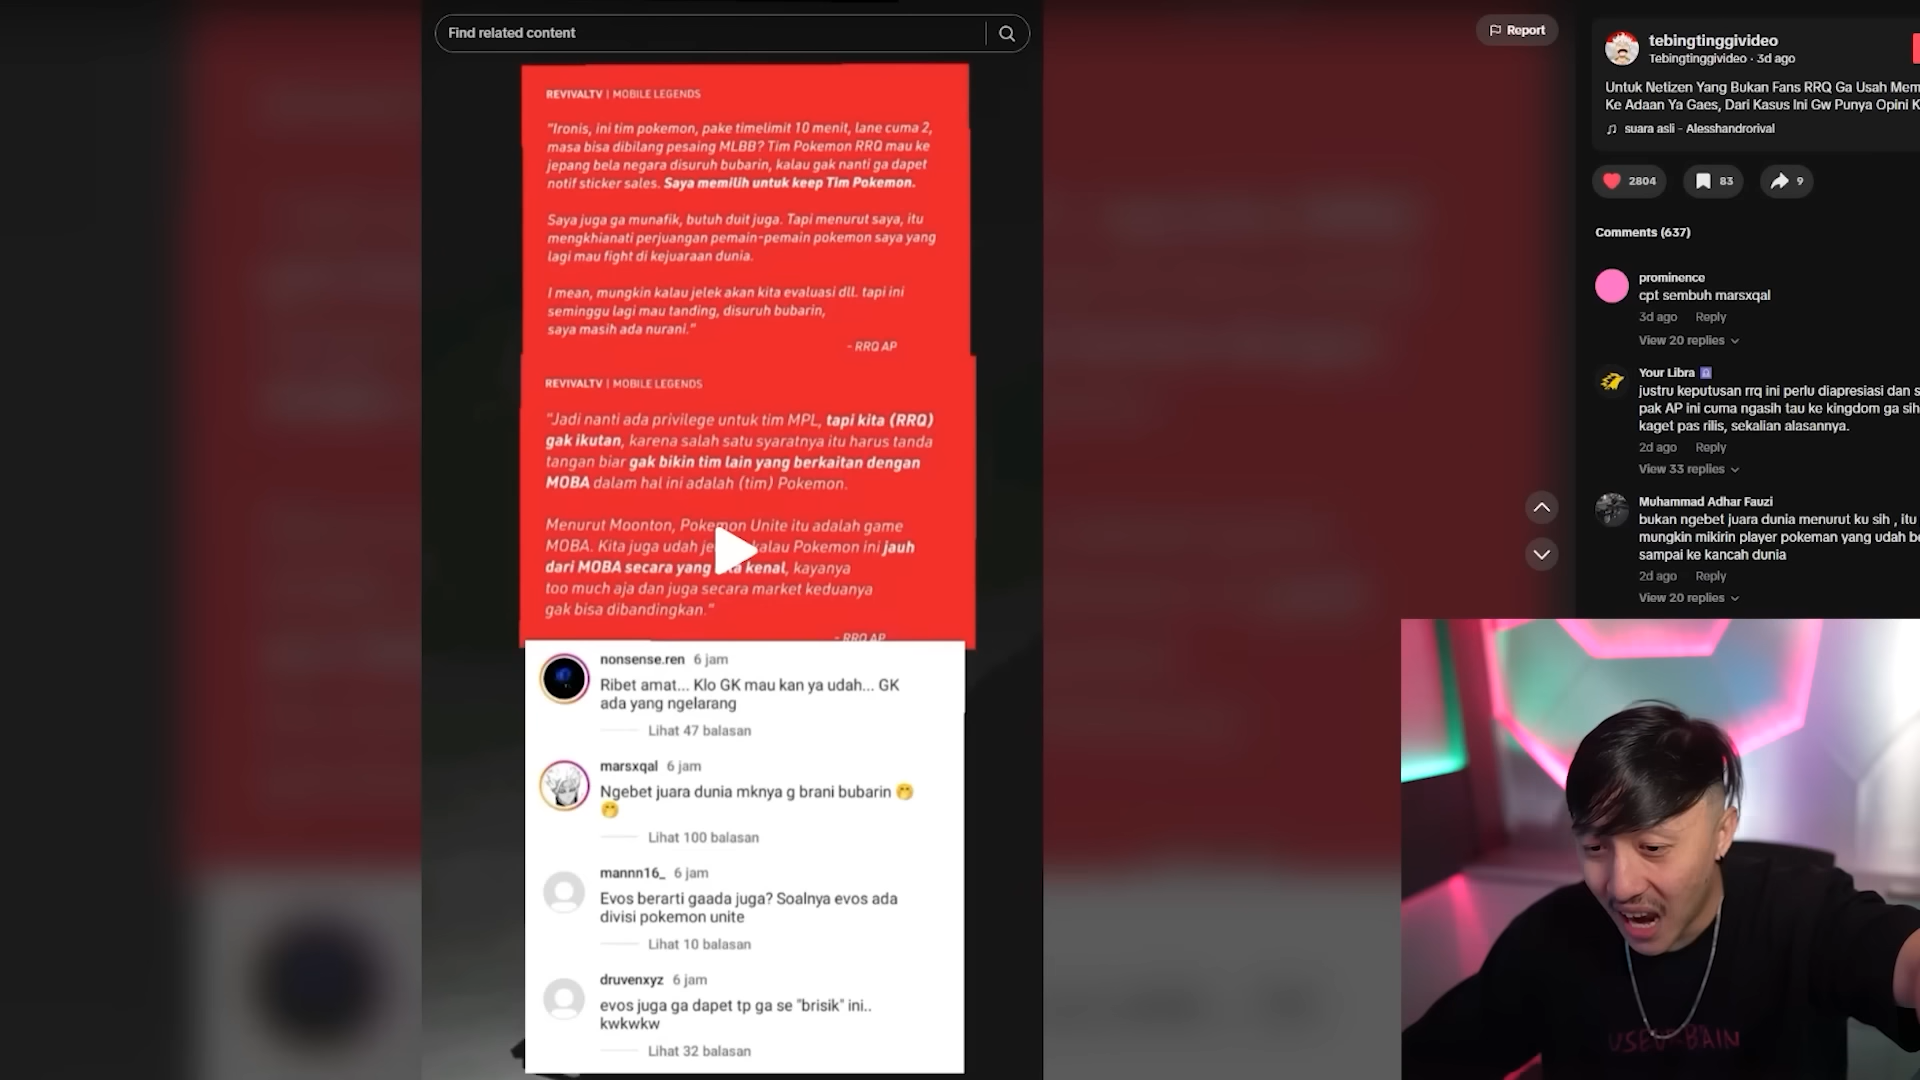 Find related content
Report
REVIVALTV | MOBILE LEGENDS
"Ironis, ini tim pokemon, pake timelimit 10 menit, lane cuma 2,
masa bisa dibilang pesaing MLBB? Tim Pokemon RRQ mau ke
jepang bela negara disuruh bubarin, kalau gak nanti ga dapet
notif sticker sales. Saya memilih untuk keep Tim Pokemon.
Saya juga ga munafik, butuh duit juga. Tapi menurut saya, itu
mengkhianati perjuangan pemain-pemain pokemon saya yang
lagi mau fight di kejuaraan dunia.
I mean, mungkin kalau jelek akan kita evaluasi dll. tapi ini
seminggu lagi mau tanding, disuruh bubarin,
saya masih ada nurani."
- RRQ AP
REVIVALTV | MOBILE LEGENDS
"Jadi nanti ada privilege untuk tim MPL, tapi kita (RRQ)
gak ikutan, karena salah satu syaratnya itu harus tanda
tangan biar gak bikin tim lain yang berkaitan dengan
MOBA dalam hal ini adalah (tim) Pokemon.
Menurut Moonton, Pokemon Unite itu adalah game
MOBA. Kita juga udah kalau Pokemon ini jauh
dari MOBA secara yang kenal, kayanya
too much aja dan juga secara market keduanya
gak bisa dibandingkan."
- RRQ AP
nonsense.ren 6 jam
Ribet amat... Klo GK mau kan ya udah... GK
ada yang ngelarang
Lihat 47 balasan
marsxqal 6 jam
Ngebet juara dunia mknya g brani bubarin 🤭
🤭
Lihat 100 balasan
mannn16_ 6 jam
Evos berarti gaada juga? Soalnya evos ada
divisi pokemon unite
Lihat 10 balasan
druvenxyz 6 jam
evos juga ga dapet tp ga se "brisik" ini..
kwkwkw
Lihat 32 balasan
tebingtinggivideo
Tebingtinggivideo · 3d ago
Untuk Netizen Yang Bukan Fans RRQ Ga Usah Mem
Ke Adaan Ya Gaes, Dari Kasus Ini Gw Punya Opini K
suara asli - Alesshandrorival
2804
83
9
Comments (637)
prominence
cpt sembuh marsxqal
3d ago Reply
View 20 replies
Your Libra
justru keputusan rrq ini perlu diapresiasi dan s
pak AP ini cuma ngasih tau ke kingdom ga sih
kaget pas rilis, sekalian alasannya.
2d ago Reply
View 33 replies
Muhammad Adhar Fauzi
bukan ngebet juara dunia menurut ku sih , itu
mungkin mikirin player pokeman yang udah be
sampai ke kancah dunia
2d ago Reply
View 20 replies